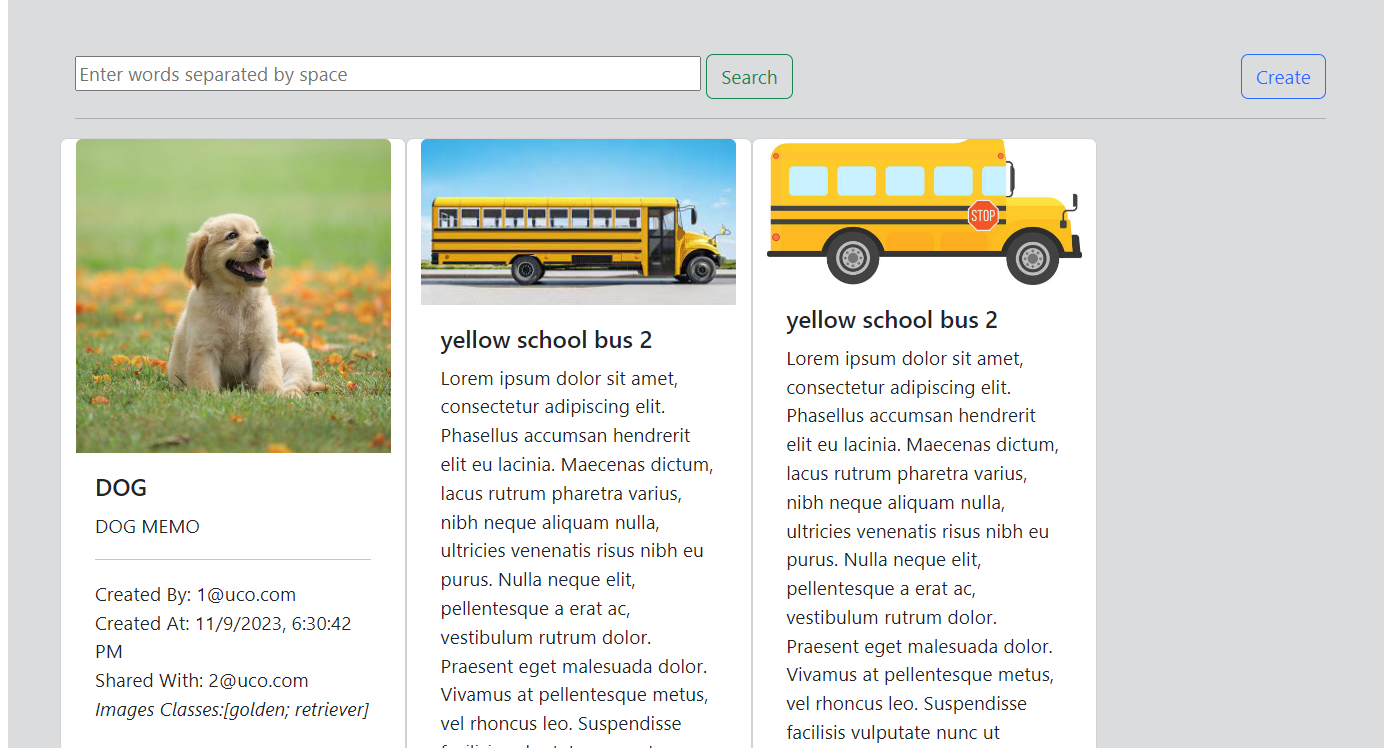 Enter words separated by space
Search
Create
DOG
DOG MEMO
Created By: 1@uco.com
Created At: 11/9/2023, 6:30:42
PM
Shared With: 2@uco.com
Images Classes:[golden; retriever]
yellow school bus 2
Lorem ipsum dolor sit amet,
consectetur adipiscing elit.
Phasellus accumsan hendrerit
elit eu lacinia. Maecenas dictum,
lacus rutrum pharetra varius,
nibh neque aliquam nulla,
ultricies venenatis risus nibh eu
purus. Nulla neque elit,
pellentesque a erat ac,
vestibulum rutrum dolor.
Praesent eget malesuada dolor.
Vivamus at pellentesque metus,
vel rhoncus leo. Suspendisse
STOP
yellow school bus 2
Lorem ipsum dolor sit amet,
consectetur adipiscing elit.
Phasellus accumsan hendrerit
elit eu lacinia. Maecenas dictum,
lacus rutrum pharetra varius,
nibh neque aliquam nulla,
ultricies venenatis risus nibh eu
purus. Nulla neque elit,
pellentesque a erat ac,
vestibulum rutrum dolor.
Praesent eget malesuada dolor.
Vivamus at pellentesque metus,
vel rhoncus leo. Suspendisse
facilisis vulputate nunc ut